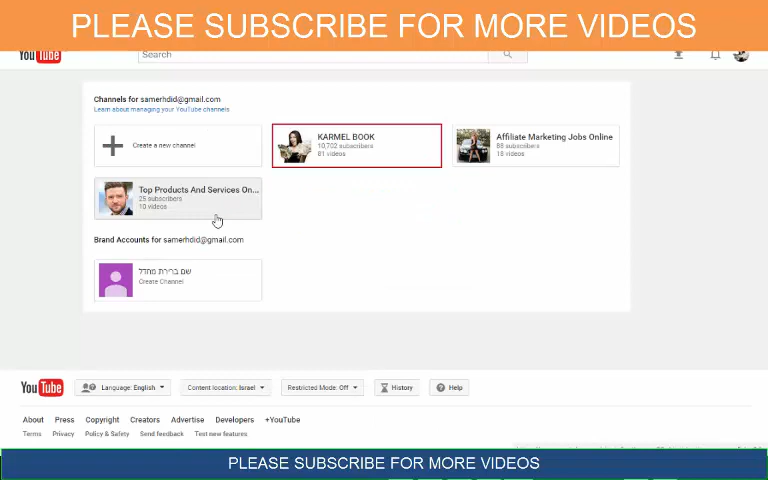 PLEASE SUBSCRIBE FOR MORE VIDEOS
YouTube
Search
Channels for samerhdid@gmail.com
Learn about managing your YouTube channels
Create a new channel
KARMEL BOOK
10,702 subscribers
81 videos
Affiliate Marketing Jobs Online
88 subscribers
18 videos
Top Products And Services On...
25 subscribers
10 videos
Brand Accounts for samerhdid@gmail.com
שם ברירת מחדל
Create Channel
YouTube
Language: English
Content location: Israel
Restricted Mode: Off
History
Help
About Press Copyright Creators Advertise Developers +YouTube
Terms Privacy Policy & Safety Send feedback Test new features
PLEASE SUBSCRIBE FOR MORE VIDEOS